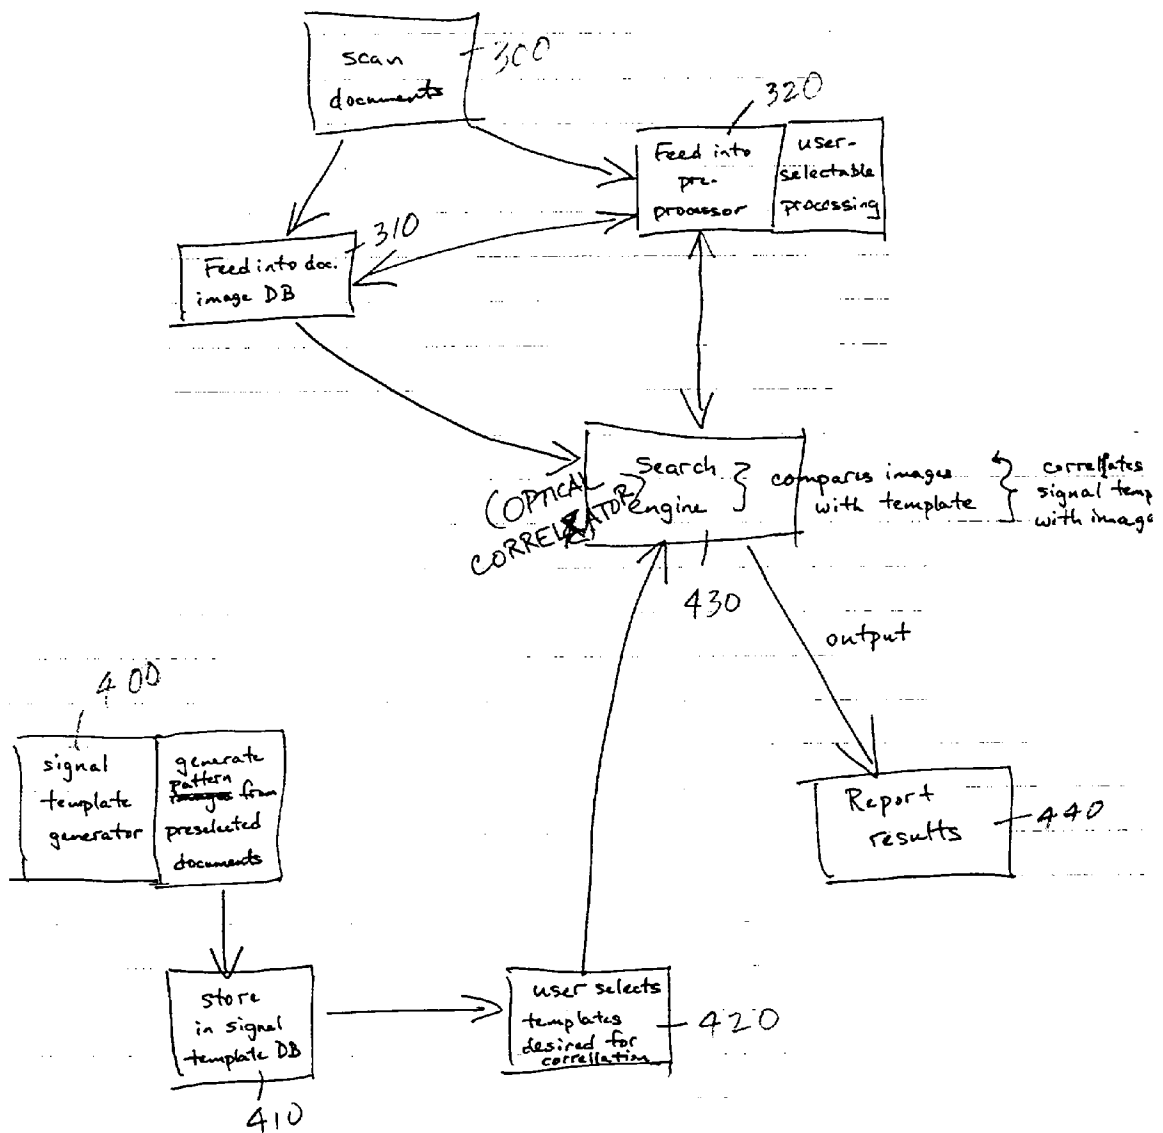 scan
documents
300
320
Feed into
pre-
processor
user-
selectable
processing
310
Feed into doc.
image DB
(OPTICAL
CORRELATOR)
Search
engine
compares images
with template
correllates
signal temp
with image
430
output
400
signal
template
generator
generate
pattern
images from
preselected
documents
Report
results
440
store
in signal
template DB
410
user selects
templates
desired for
correllation
420